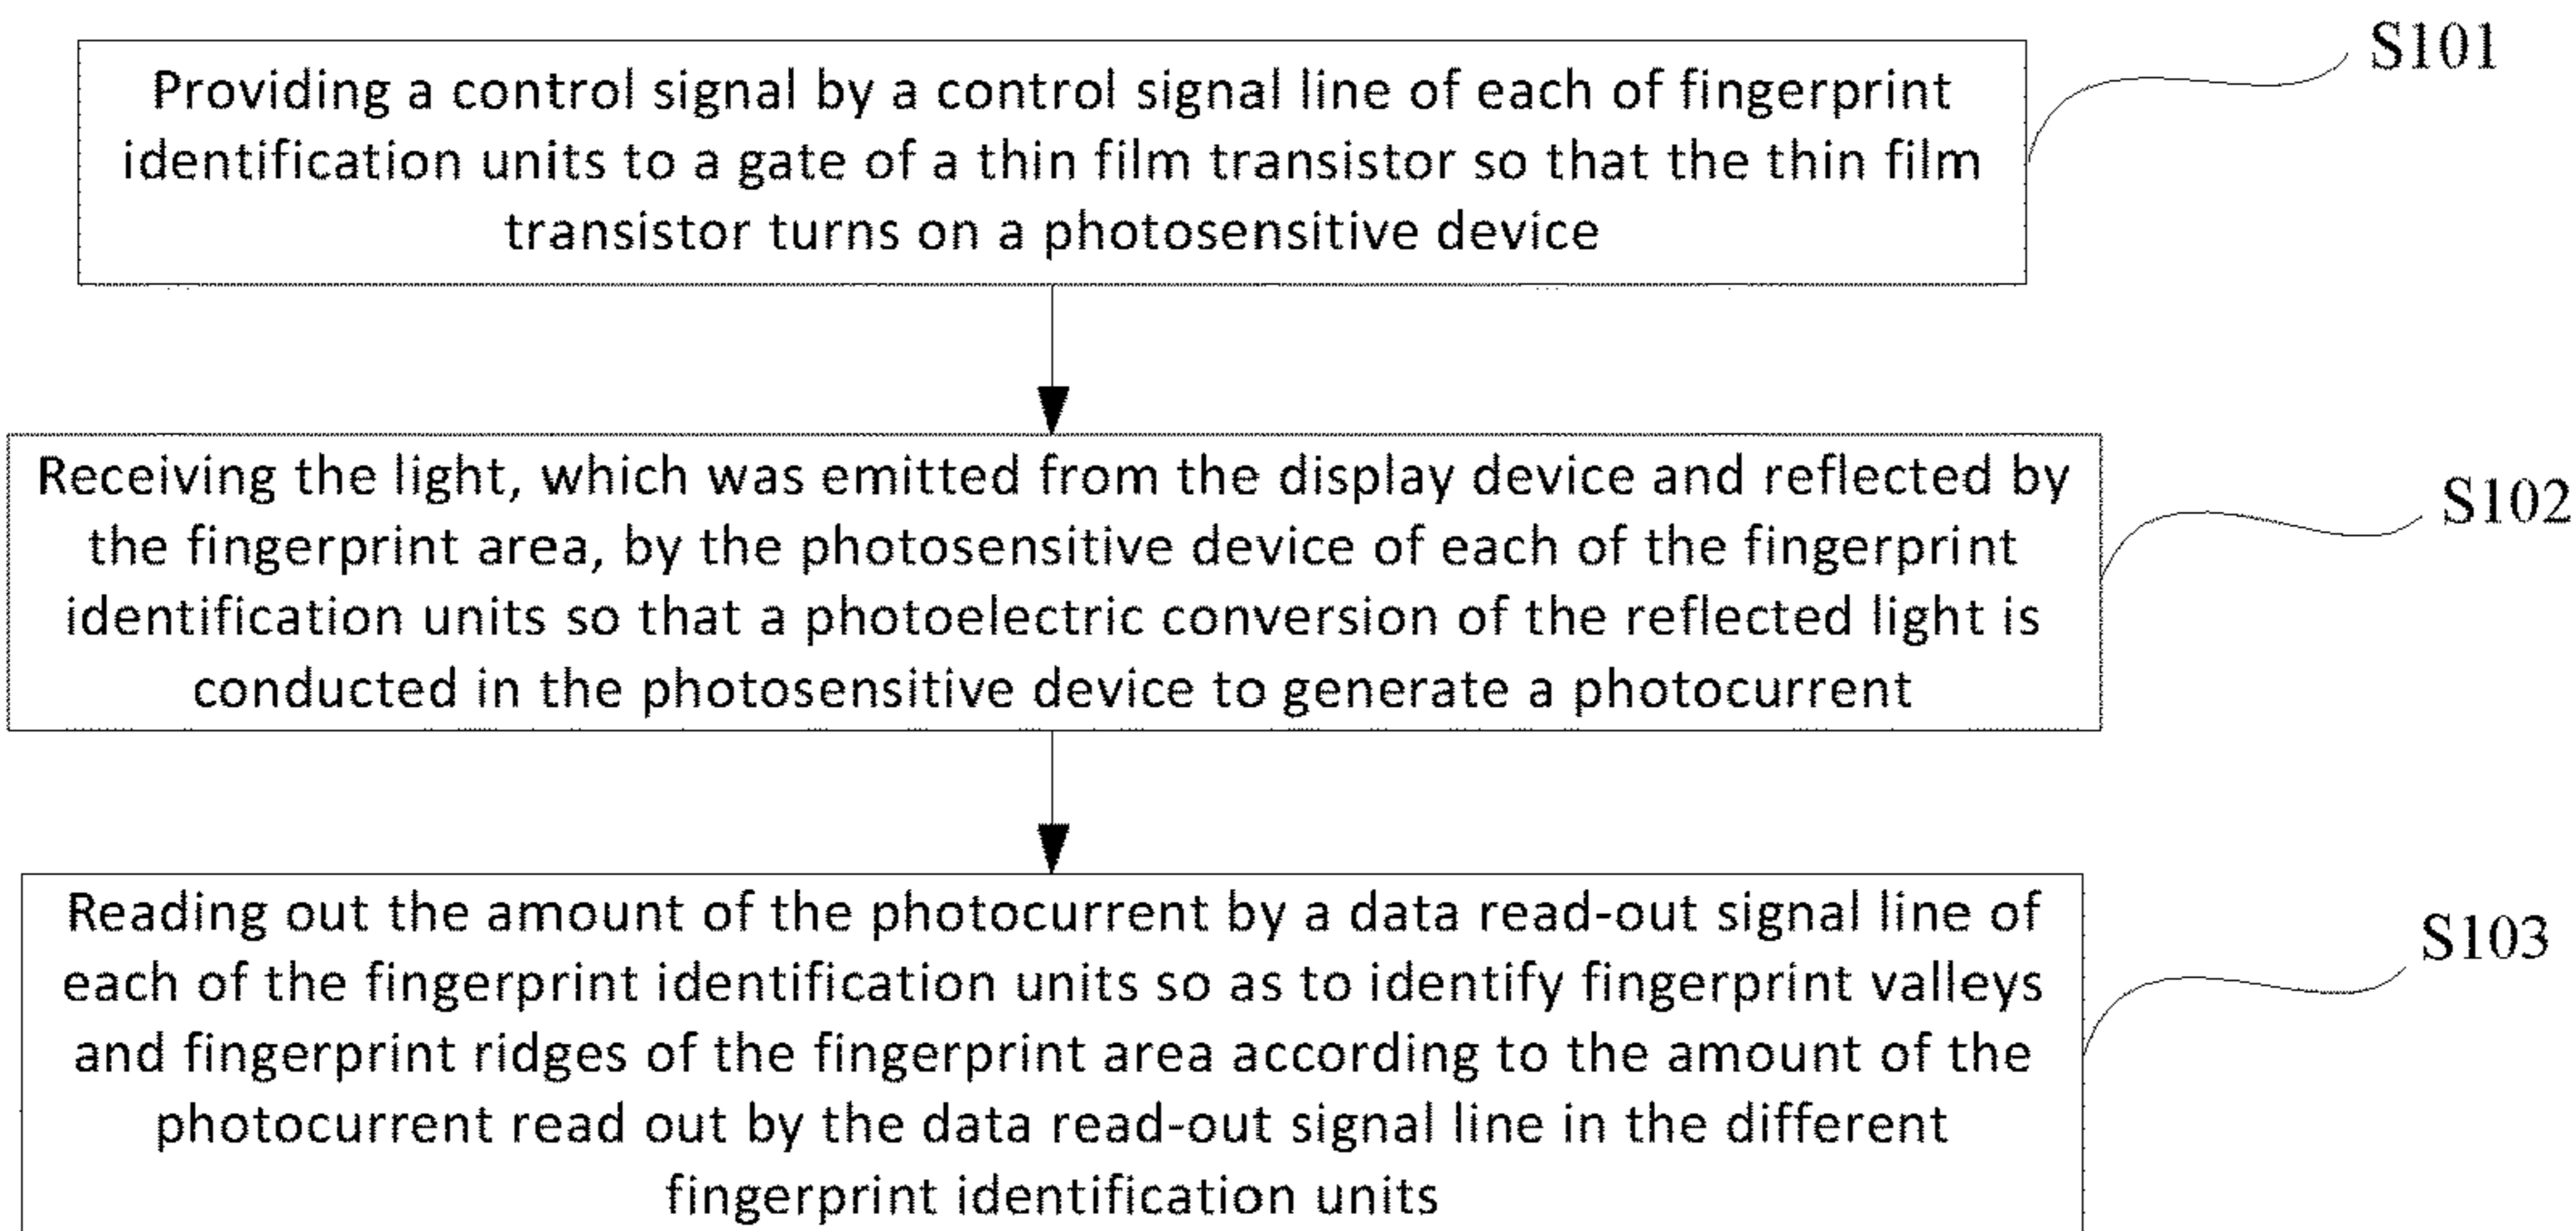 S101
Providing a control signal by a control signal line of each of fingerprint
identification units to a gate of a thin film transistor so that the thin film
transistor turns on a photosensitive device
S102
Receiving the light, which was emitted from the display device and reflected by
the fingerprint area, by the photosensitive device of each of the fingerprint
identification units so that a photoelectric conversion of the reflected light is
conducted in the photosensitive device to generate a photocurrent
S103
Reading out the amount of the photocurrent by a data read-out signal line of
each of the fingerprint identification units so as to identify fingerprint valleys
and fingerprint ridges of the fingerprint area according to the amount of the
photocurrent read out by the data read-out signal line in the different
fingerprint identification units